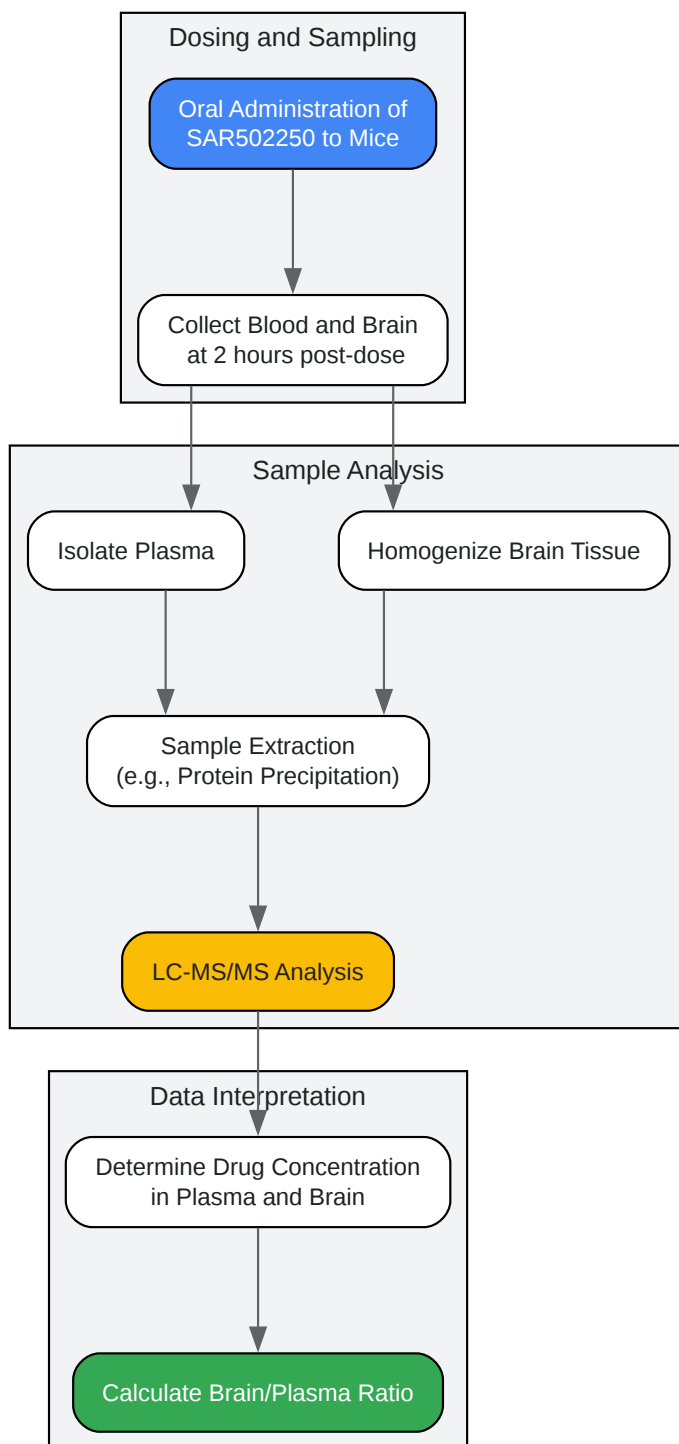 Dosing and Sampling
Oral Administration of
SAR502250 to Mice
Collect Blood and Brain
at 2 hours post-dose
Sample Analysis
Isolate Plasma
Homogenize Brain Tissue
Sample Extraction
(e.g., Protein Precipitation)
LC-MS/MS Analysis
Data Interpretation
Determine Drug Concentration
in Plasma and Brain
Calculate Brain/Plasma Ratio